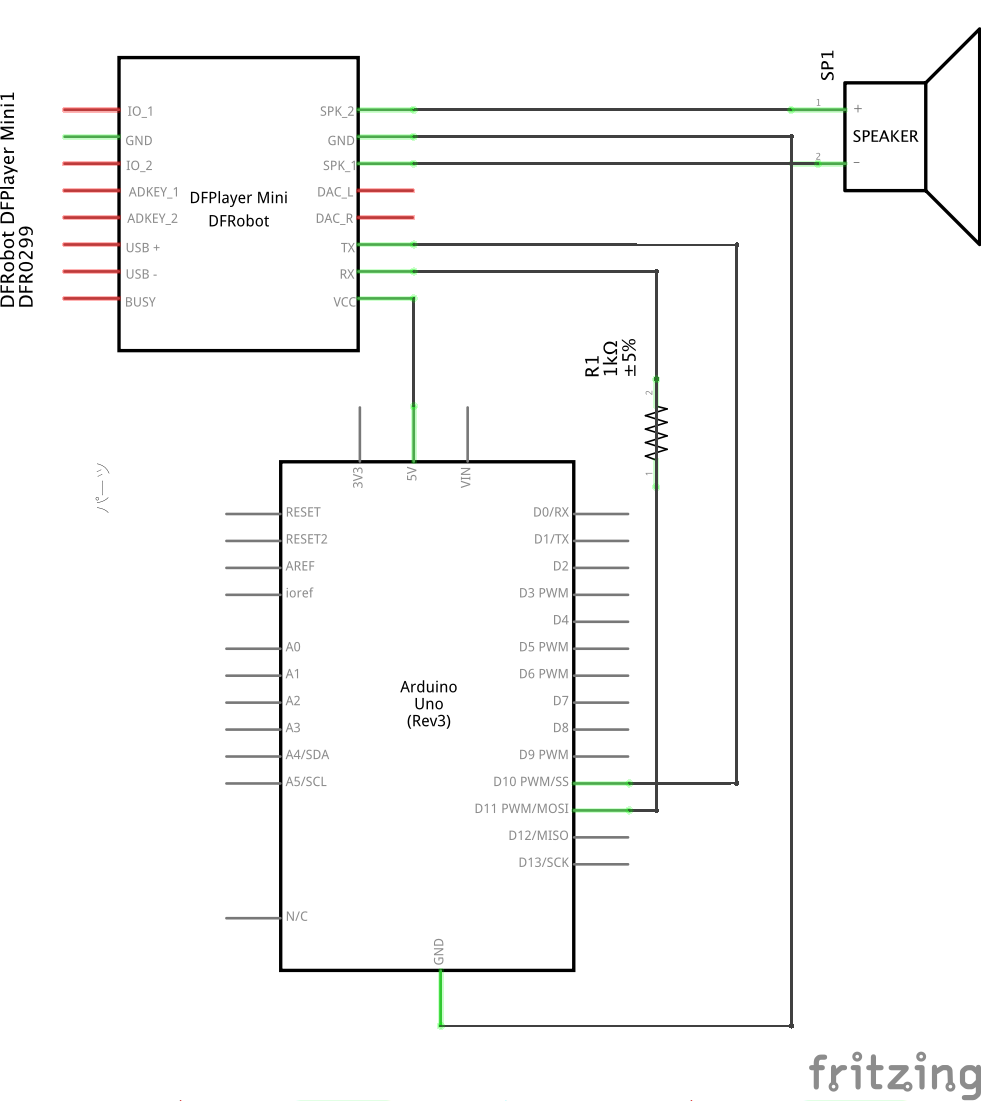 DFRobot DFPlayer Mini1
DFR0299
IO_1
GND
IO_2
ADKEY_1
ADKEY_2
USB +
USB -
BUSY
DFPlayer Mini
DFRobot
SPK_2
GND
SPK_1
DAC_L
DAC_R
TX
RX
VCC
SP1
1
2
+
SPEAKER
-
R1
1kΩ
±5%
2
1
パーツ
3V3
5V
VIN
RESET
RESET2
AREF
ioref
A0
A1
A2
A3
A4/SDA
A5/SCL
N/C
Arduino
Uno
(Rev3)
D0/RX
D1/TX
D2
D3 PWM
D4
D5 PWM
D6 PWM
D7
D8
D9 PWM
D10 PWM/SS
D11 PWM/MOSI
D12/MISO
D13/SCK
GND
fritzing